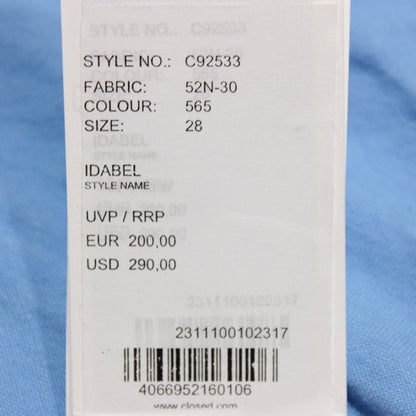 STYLE NO.: C92533
FABRIC: 52N-30
COLOUR: 565
SIZE: 28
IDABEL
STYLE NAME
UVP / RRP
EUR 200,00
USD 290,00
2311100102317
4066952160106
www.closed.com